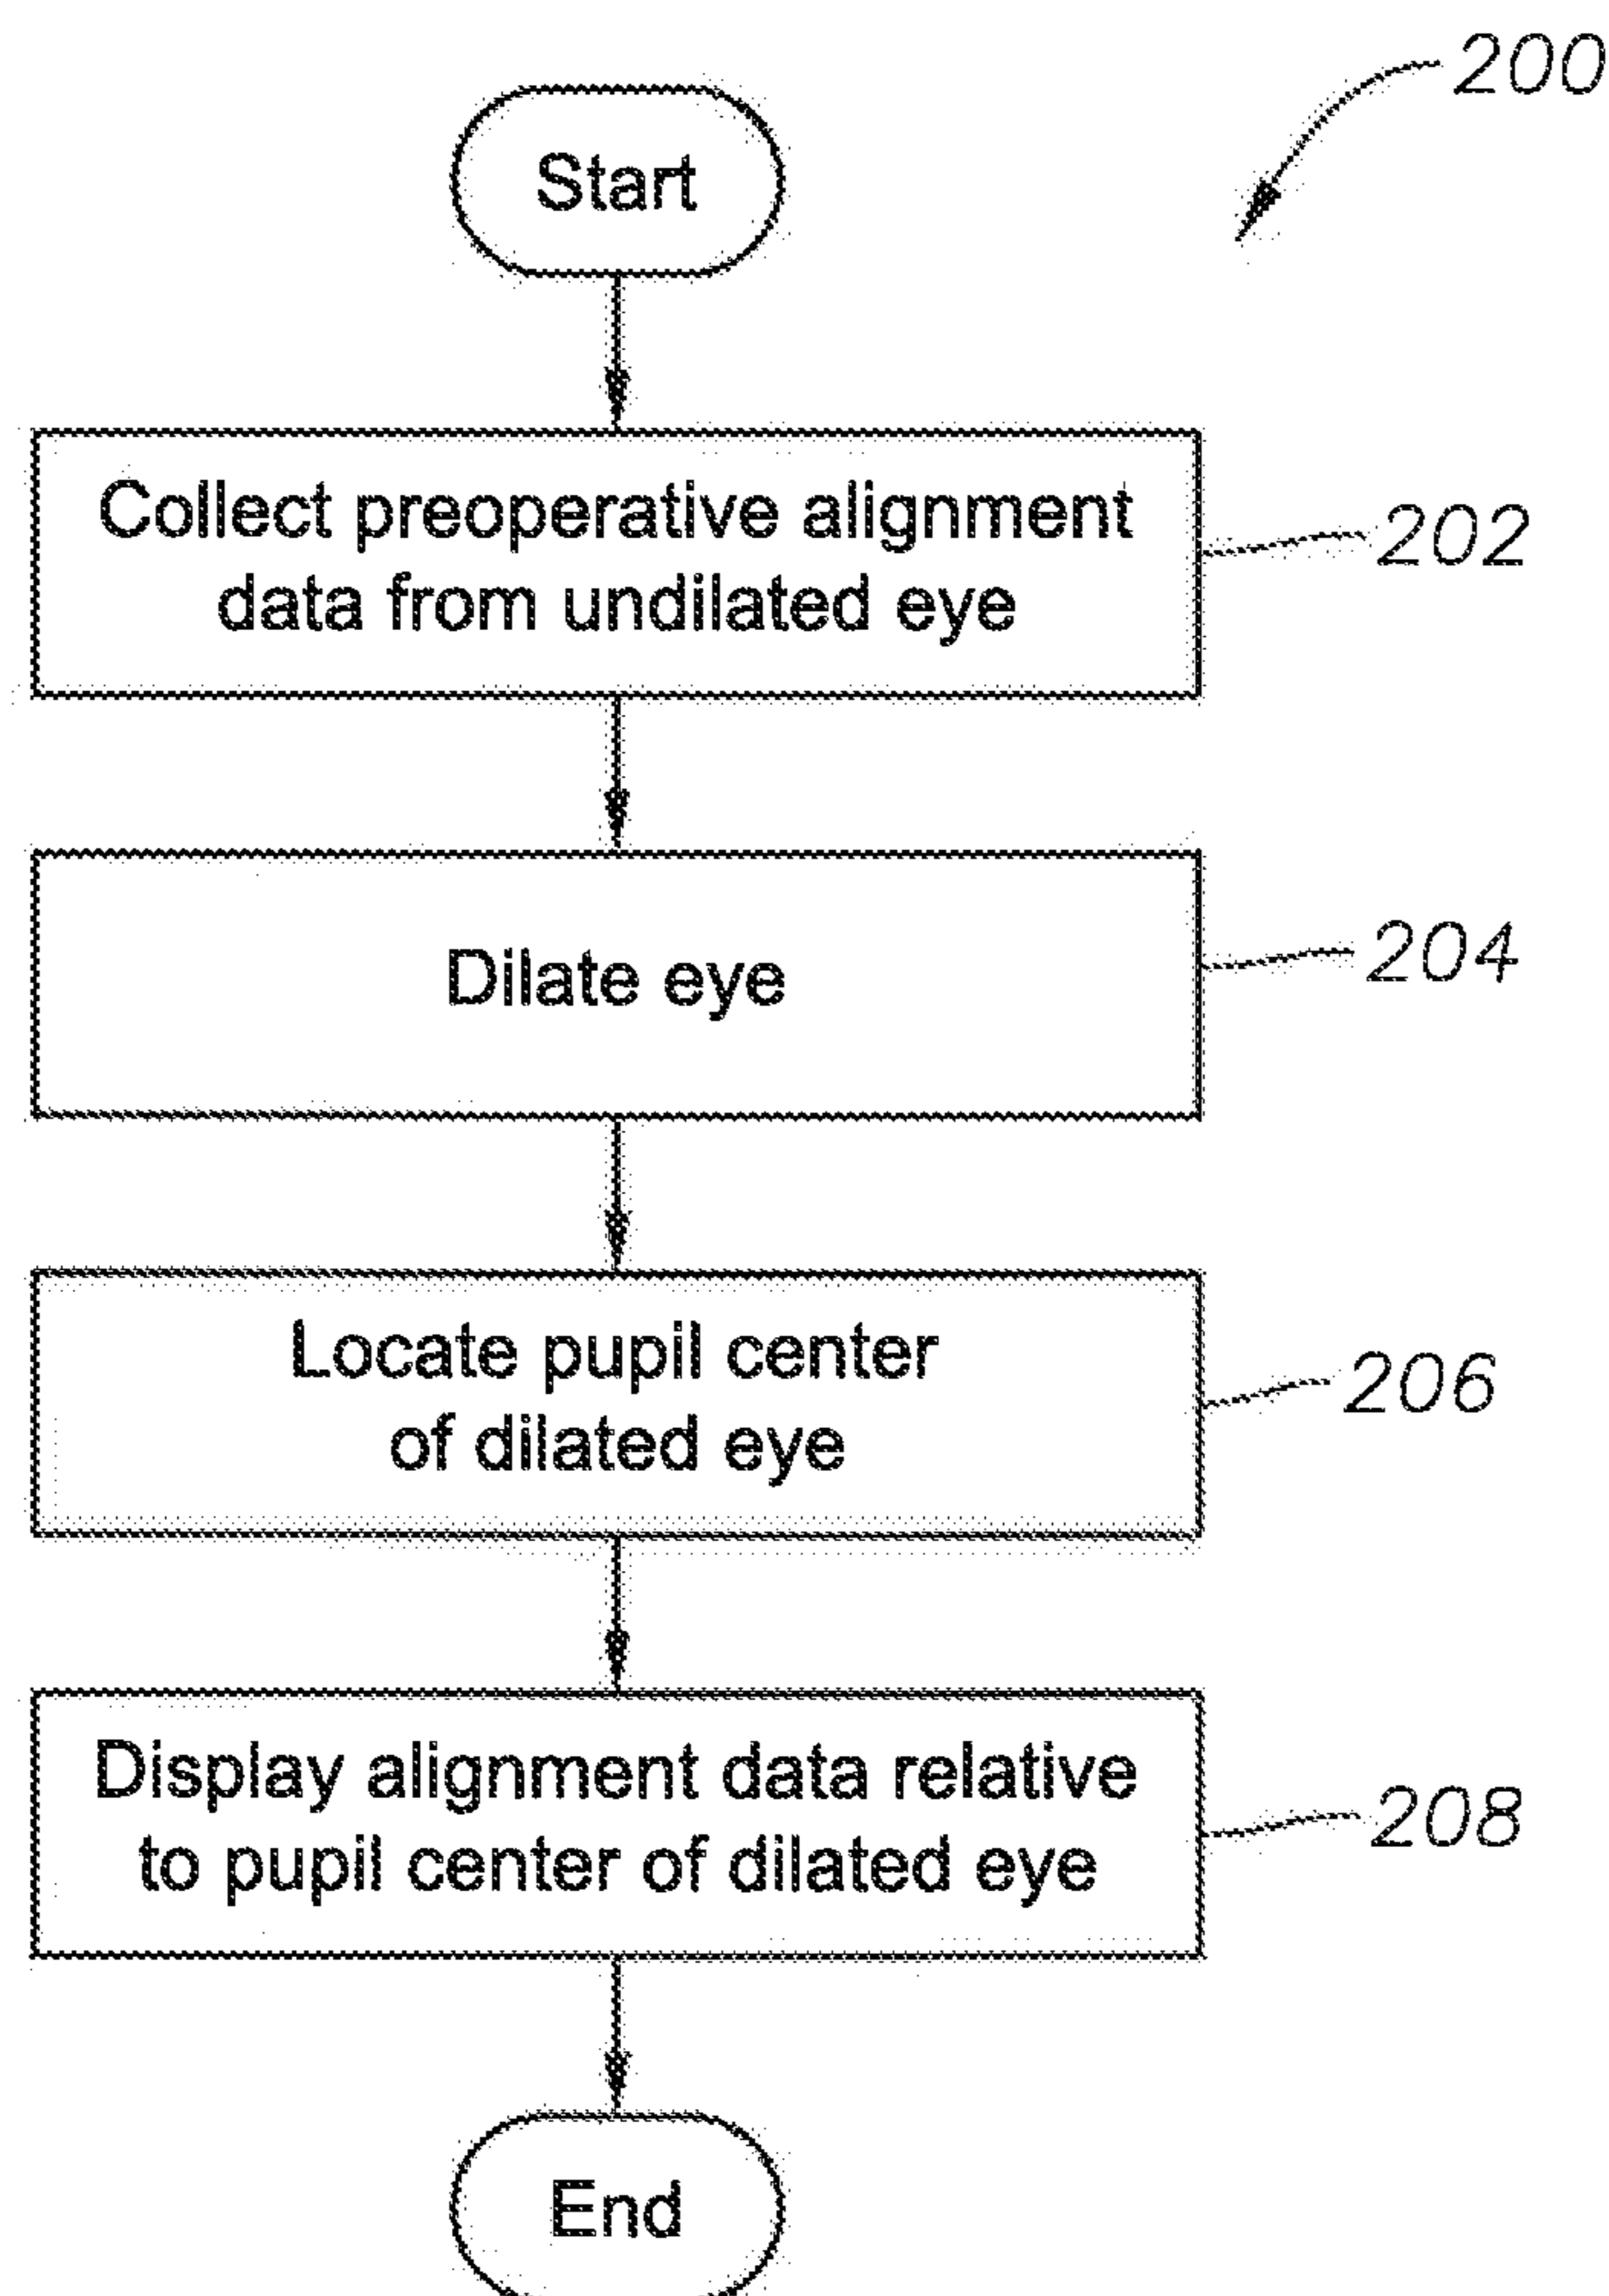 200
Start
Collect preoperative alignment
data from undilated eye
202
Dilate eye
204
Locate pupil center
of dilated eye
206
Display alignment data relative
to pupil center of dilated eye
208
End